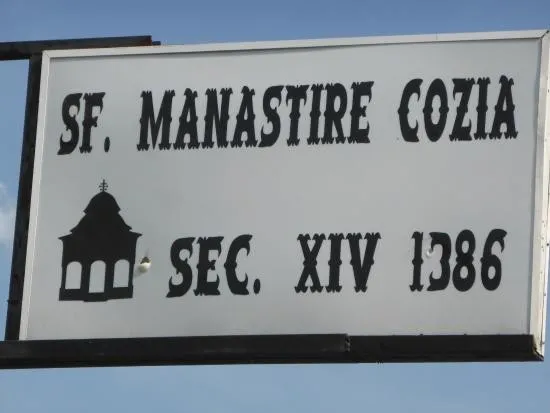 SF. MANASTIRE COZIA
SEC. XIV 1386